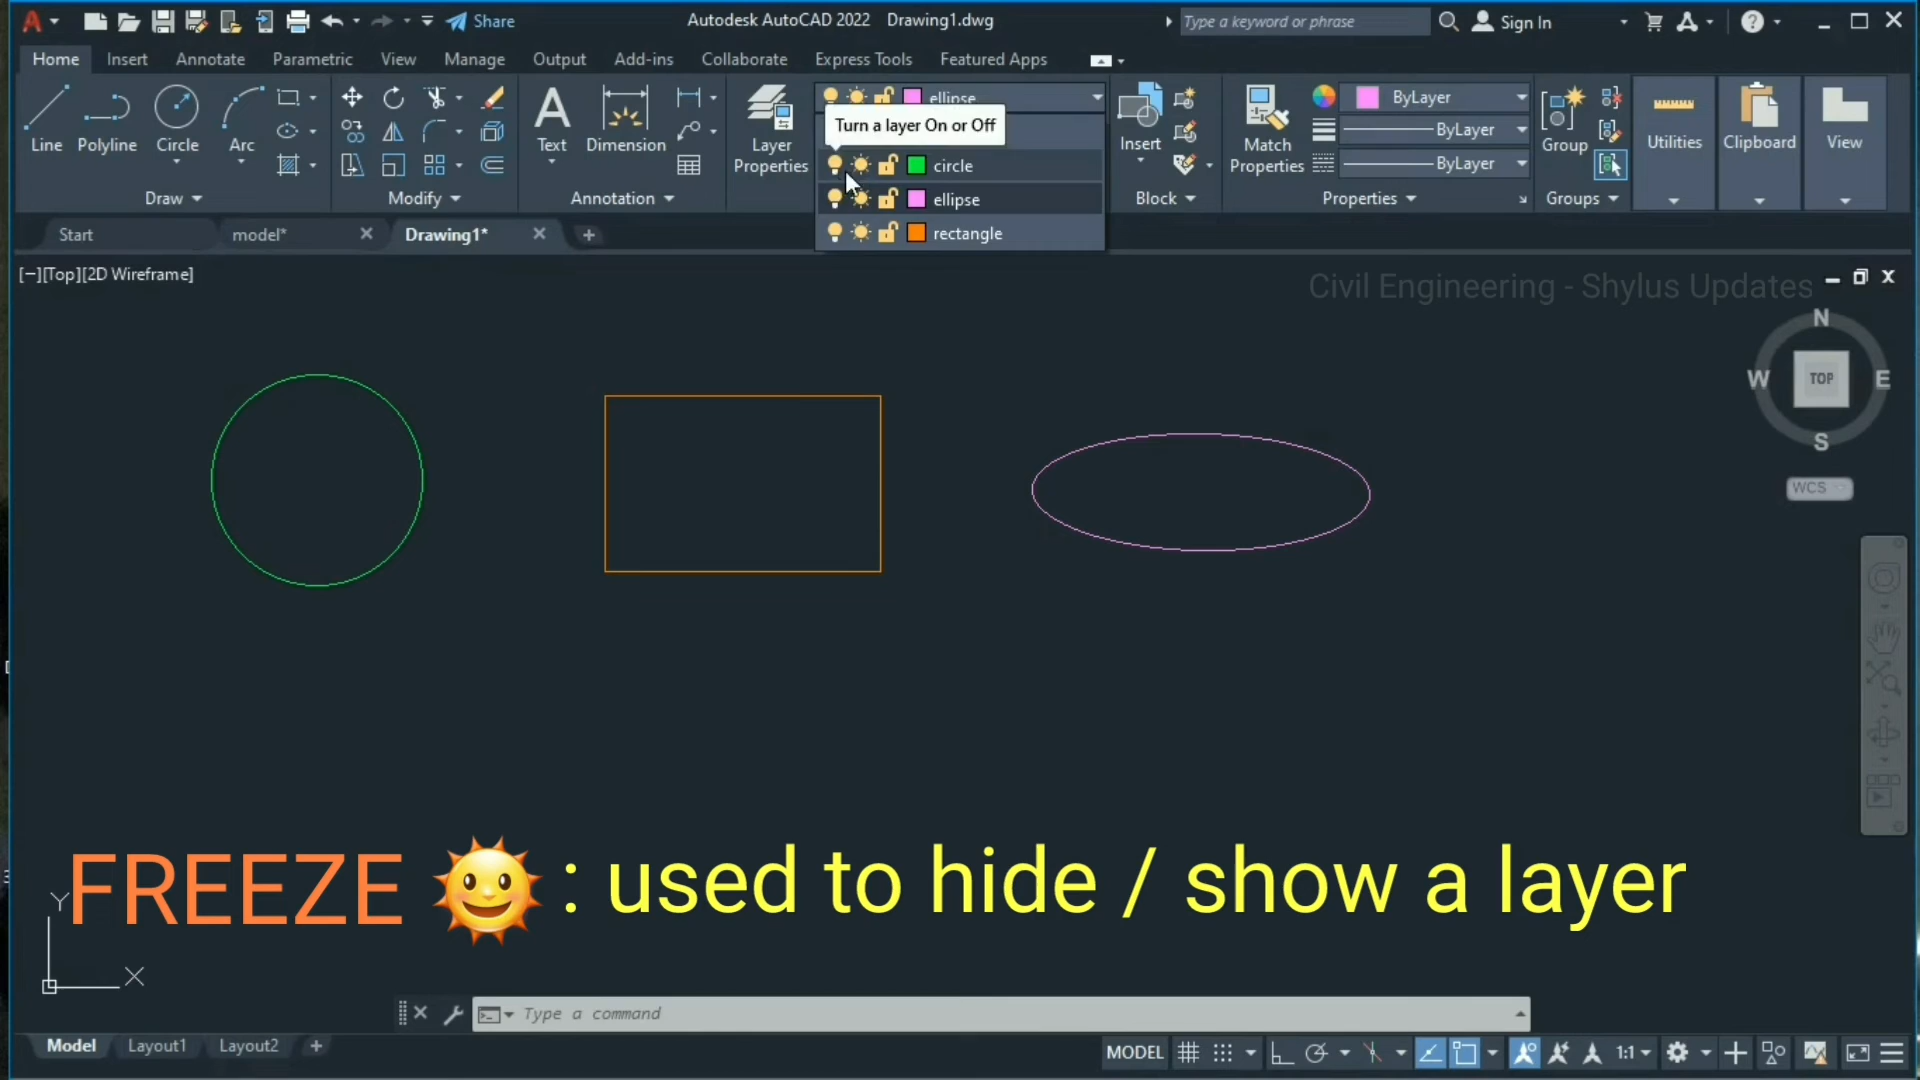 Share
Autodesk AutoCAD 2022 Drawing1.dwg
Type a keyword or phrase
Sign In
Home Insert Annotate Parametric View Manage Output Add-ins Collaborate Express Tools Featured Apps
Line Polyline Circle Arc
Draw
Modify
Text Dimension
Annotation
Layer Properties
ellipse
Turn a layer On or Off
circle
ellipse
rectangle
Insert
Block
Match Properties
ByLayer
ByLayer
ByLayer
Properties
Group
Groups
Utilities
Clipboard
View
Start model* Drawing1*
[−][Top][2D Wireframe]
Civil Engineering - Shylus Updates
N
W TOP E
S
WCS
FREEZE : used to hide / show a layer
Y
X
Type a command
Model Layout1 Layout2
MODEL
1:1